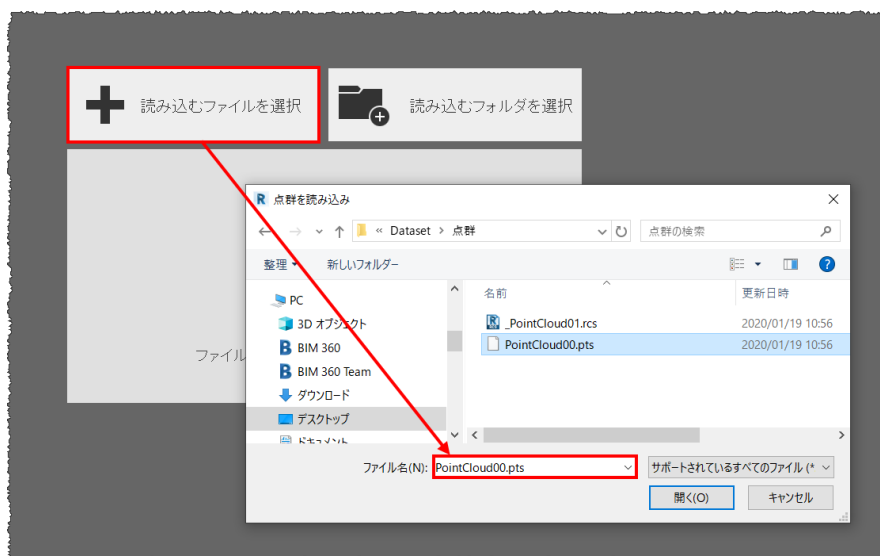 読み込むファイルを選択
読み込むフォルダを選択
ファイル
R 点群を読み込み
« Dataset › 点群
点群の検索
整理
新しいフォルダー
名前
更新日時
PC
3D オブジェクト
BIM 360
BIM 360 Team
ダウンロード
デスクトップ
ドキュメント
_PointCloud01.rcs 2020/01/19 10:56
PointCloud00.pts 2020/01/19 10:56
ファイル名(N): PointCloud00.pts
サポートされているすべてのファイル (*
開く(O)
キャンセル